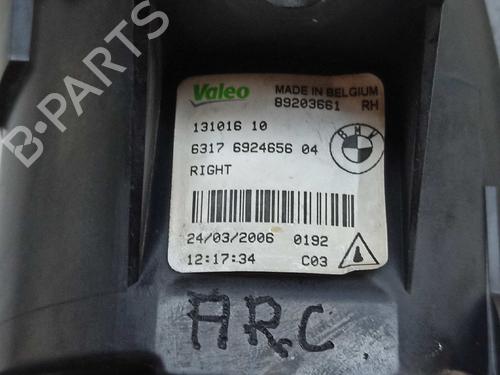 B-PARTS
Valeo MADE IN BELGIUM
89203661 RH
131016 10
BMW
6317 6924656 04
RIGHT
24/03/2006 0192
12:17:34 C03
ARC